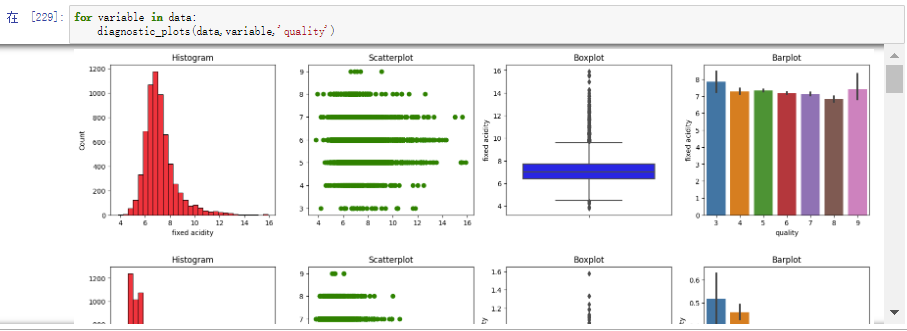 在 [229]:
for variable in data:
diagnostic_plots(data,variable,'quality')
Histogram
Scatterplot
Boxplot
Barplot
1200
1000
800
600
400
200
0
Count
4 6 8 10 12 14 16
fixed acidity
9
8
7
6
5
4
3
4 6 8 10 12 14 16
16
14
12
10
8
6
4
fixed acidity
8
7
6
5
4
3
2
1
0
fixed acidity
3 4 5 6 7 8 9
quality
Histogram
Scatterplot
Boxplot
Barplot
1200
1000
800
9
8
7
1.6
1.4
1.2
0.6
0.5